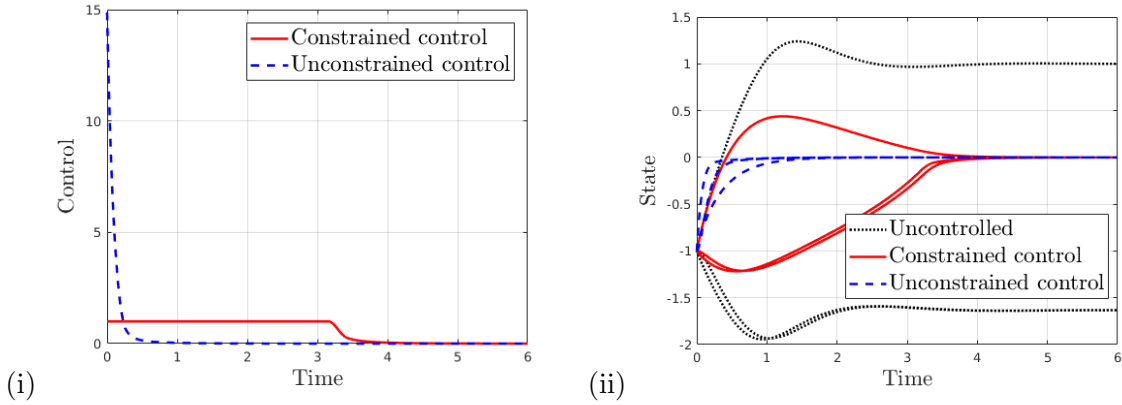 15
10
5
0
Control
0 1 2 3 4 5 6
Time
Constrained control
Unconstrained control
(i)
1.5
1
0.5
0
-0.5
-1
-1.5
-2
State
0 1 2 3 4 5 6
Time
Uncontrolled
Constrained control
Unconstrained control
(ii)